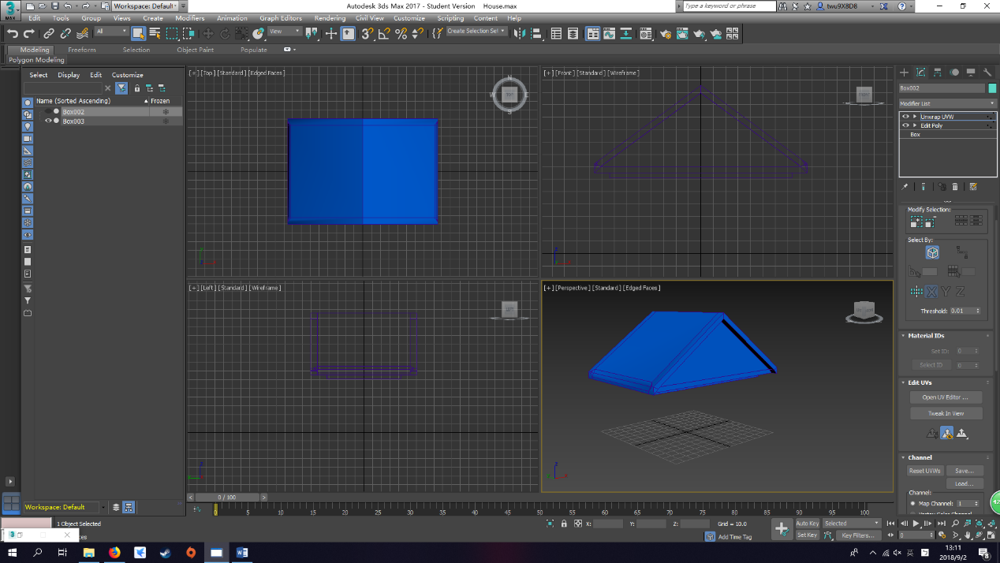 Autodesk 3ds Max 2017 - Student Version House.max
3
MAX
Workspace: Default
Type a keyword or phrase
twu9X8D8
Edit Tools Group Views Create Modifiers Animation Graph Editors Rendering Civil View Customize Scripting Content Help
All View Create Selection Set
Modeling Freeform Selection Object Paint Populate
Polygon Modeling
Select Display Edit Customize
Name (Sorted Ascending) Frozen
Box002
Box003
[+] [Top] [Standard] [Edged Faces]
N
W E
S
[+] [Front] [Standard] [Wireframe]
[+] [Left] [Standard] [Wireframe]
[+] [Perspective] [Standard] [Edged Faces]
Box002
Modifier List
Unwrap UVW
Edit Poly
Box
Modify Selection:
Select By:
X Y Z
Threshold: 0.01
Material IDs
Set ID: 0
Select ID 0
Edit UVs
Open UV Editor ...
Tweak In View
Channel
Reset UVWs Save...
Load...
Channel:
Map Channel: 1
Vertex Color Channel
0 / 100
Workspace: Default
0 5 10 15 20 25 30 35 40 45 50 55 60 65 70 75 80 85 90 95 100
1 Object Selected
X: Y: Z: Grid = 10.0
Add Time Tag
Auto Key Selected
Set Key Key Filters...
0
13:11
2018/9/2
英
8